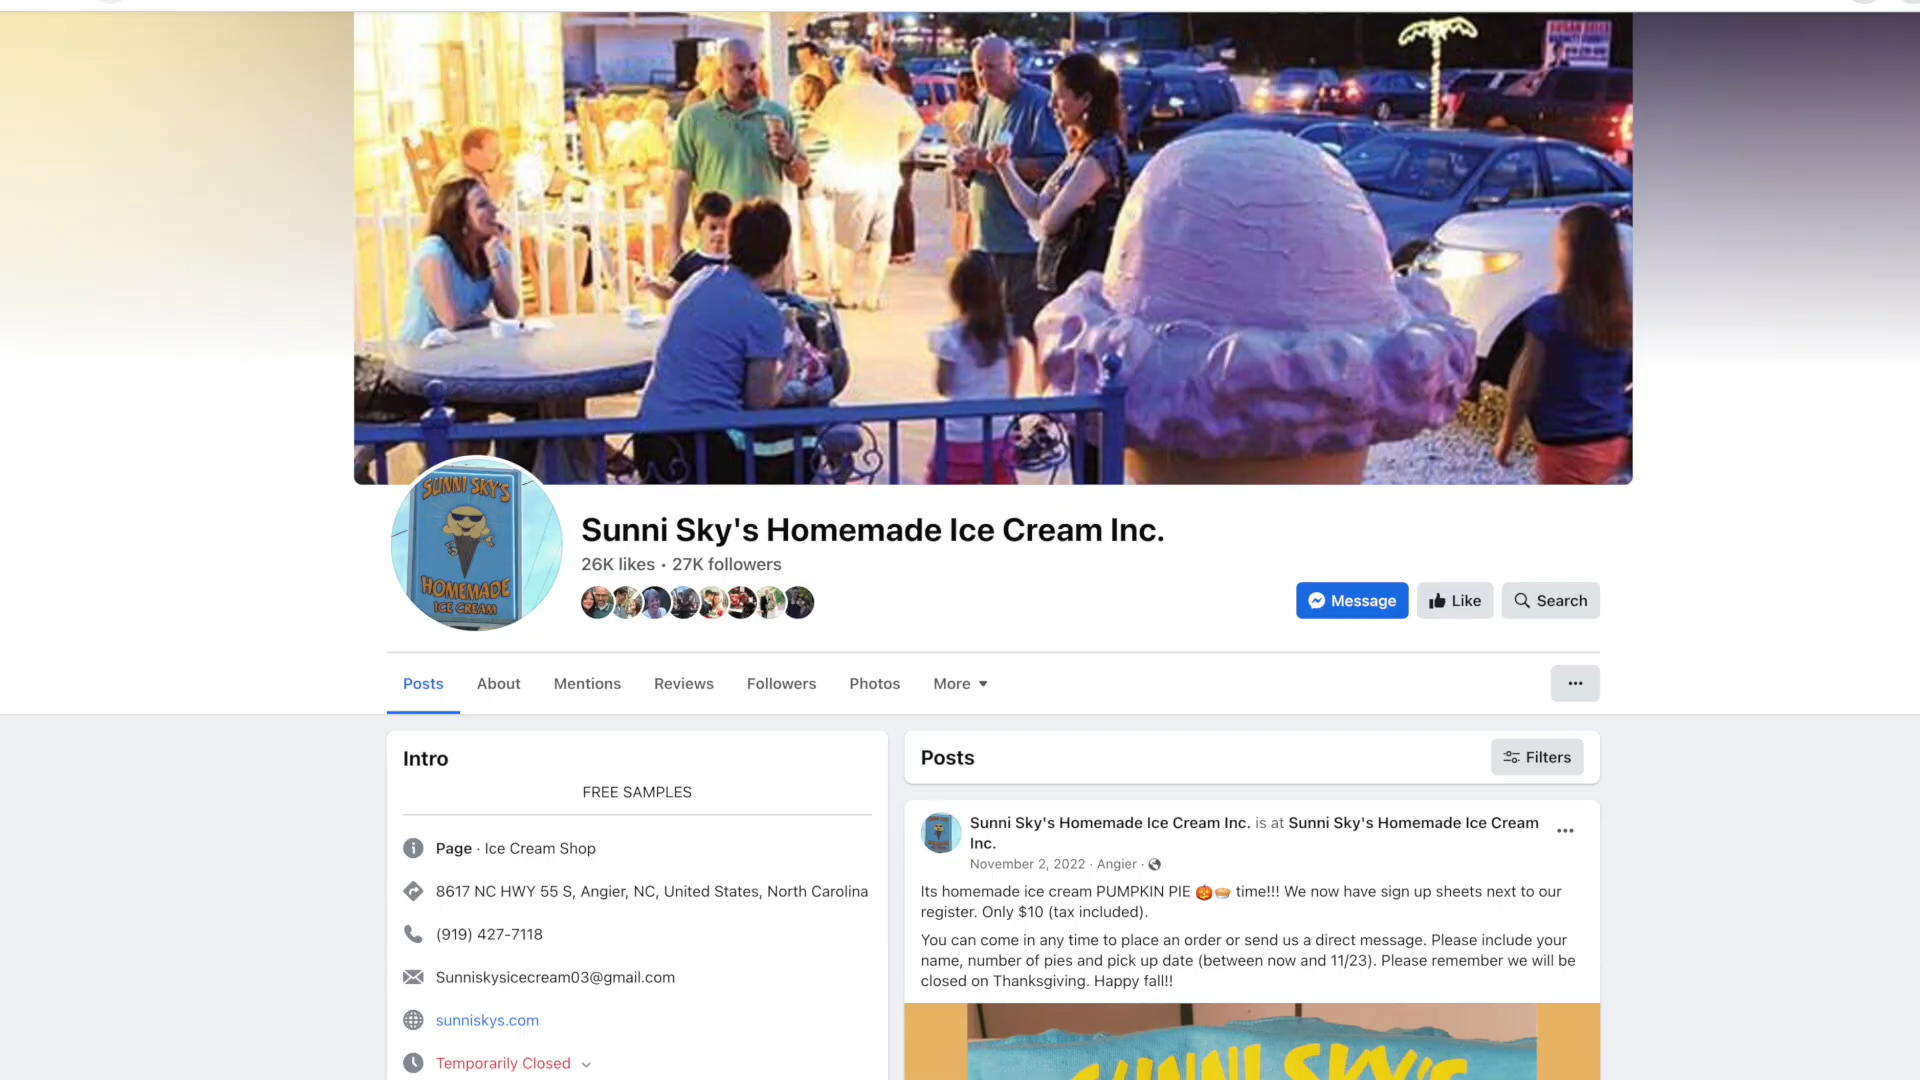 SUNNI SKY'S
HOMEMADE
ICE CREAM
Sunni Sky's Homemade Ice Cream Inc.
26K likes • 27K followers
Message
Like
Search
Posts
About
Mentions
Reviews
Followers
Photos
More
Intro
FREE SAMPLES
Page · Ice Cream Shop
8617 NC HWY 55 S, Angier, NC, United States, North Carolina
(919) 427-7118
Sunniskysicecream03@gmail.com
sunniskys.com
Temporarily Closed
Posts
Filters
Sunni Sky's Homemade Ice Cream Inc. is at Sunni Sky's Homemade Ice Cream
Inc.
November 2, 2022 · Angier ·
Its homemade ice cream PUMPKIN PIE 🎃🥧 time!!! We now have sign up sheets next to our
register. Only $10 (tax included).
You can come in any time to place an order or send us a direct message. Please include your
name, number of pies and pick up date (between now and 11/23). Please remember we will be
closed on Thanksgiving. Happy fall!!
SUNNI SKY'S